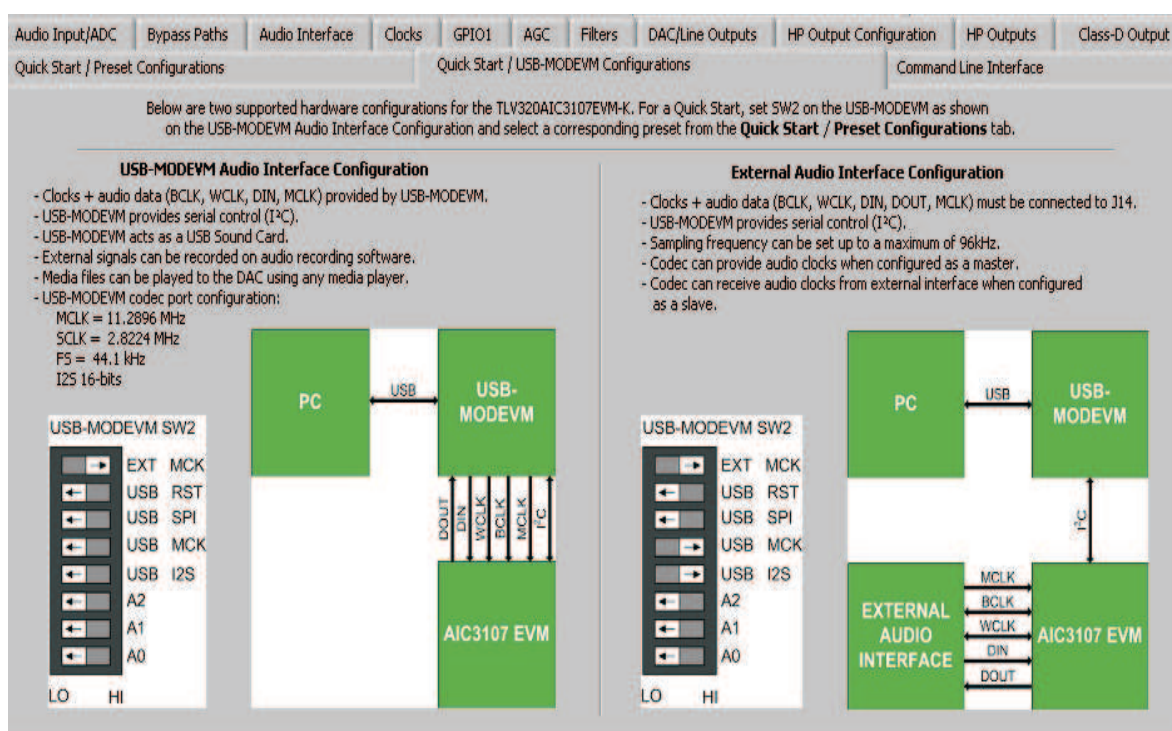 Audio Input/ADC
Bypass Paths
Audio Interface
Clocks
GPIO1
AGC
Filters
DAC/Line Outputs
HP Output Configuration
HP Outputs
Class-D Output
Quick Start / Preset Configurations
Quick Start / USB-MODEVM Configurations
Command Line Interface
Below are two supported hardware configurations for the TLV320AIC3107EVM-K. For a Quick Start, set SW2 on the USB-MODEVM as shown
on the USB-MODEVM Audio Interface Configuration and select a corresponding preset from the Quick Start / Preset Configurations tab.
USB-MODEVM Audio Interface Configuration
- Clocks + audio data (BCLK, WCLK, DIN, MCLK) provided by USB-MODEVM.
- USB-MODEVM provides serial control (I²C).
- USB-MODEVM acts as a USB Sound Card.
- External signals can be recorded on audio recording software.
- Media files can be played to the DAC using any media player.
- USB-MODEVM codec port configuration:
MCLK = 11.2896 MHz
SCLK = 2.8224 MHz
FS = 44.1 kHz
I2S 16-bits
USB-MODEVM SW2
EXT MCK
USB RST
USB SPI
USB MCK
USB I2S
A2
A1
A0
LO HI
PC
USB
USB-
MODEVM
DOUT
DIN
WCLK
BCLK
MCLK
I²C
AIC3107 EVM
External Audio Interface Configuration
- Clocks + audio data (BCLK, WCLK, DIN, DOUT, MCLK) must be connected to J14.
- USB-MODEVM provides serial control (I²C).
- Sampling frequency can be set up to a maximum of 96kHz.
- Codec can provide audio clocks when configured as a master.
- Codec can receive audio clocks from external interface when configured
as a slave.
USB-MODEVM SW2
EXT MCK
USB RST
USB SPI
USB MCK
USB I2S
A2
A1
A0
LO HI
PC
USB
USB-
MODEVM
I²C
EXTERNAL
AUDIO
INTERFACE
MCLK
BCLK
WCLK
DIN
DOUT
AIC3107 EVM